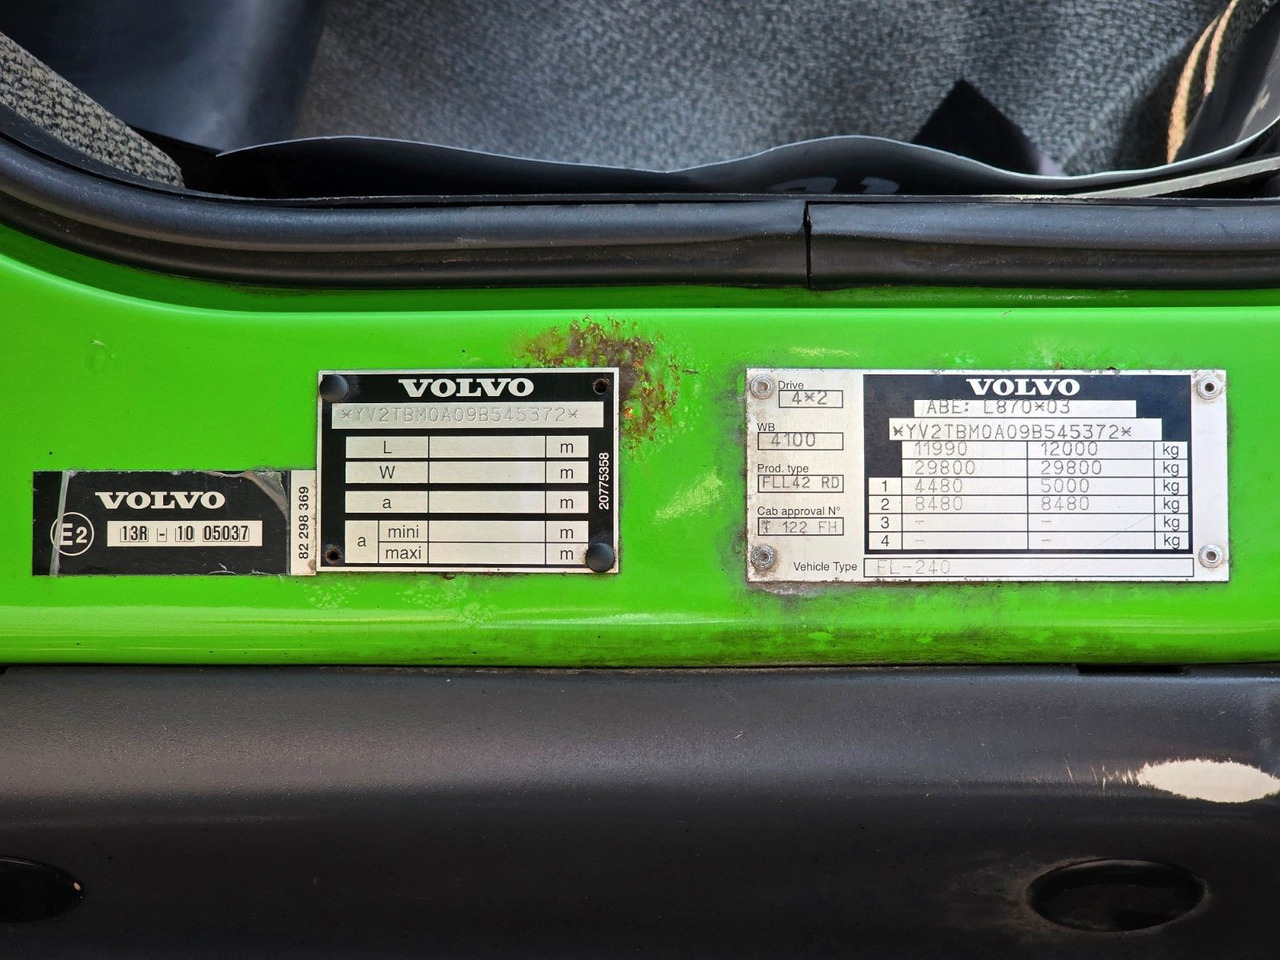 VOLVO
E2
13R - 10 05037
82 298 369
VOLVO
*YV2TBM0A09B545372*
L m
W m
a m
a mini m
maxi m
20775358
Drive
4*2
WB
4100
Prod. type
FLL42 RD
Cab approval N°
T 122 FH
VOLVO
ABE: L870*03
*YV2TBM0A09B545372*
11990 12000 kg
29800 29800 kg
1 4480 5000 kg
2 8480 8480 kg
3 - - kg
4 - - kg
Vehicle Type FL-240